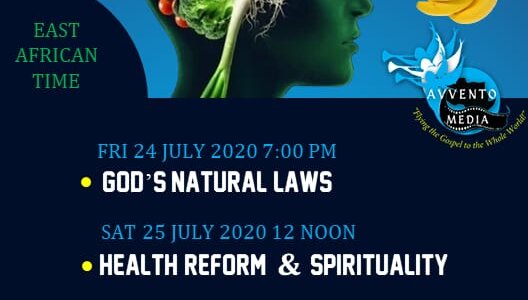 EAST
AFRICAN
TIME
AVVENTO
MEDIA
"Flying the Gospel to the Whole World!"
FRI 24 JULY 2020 7:00 PM
• GOD'S NATURAL LAWS
SAT 25 JULY 2020 12 NOON
• HEALTH REFORM & SPIRITUALITY